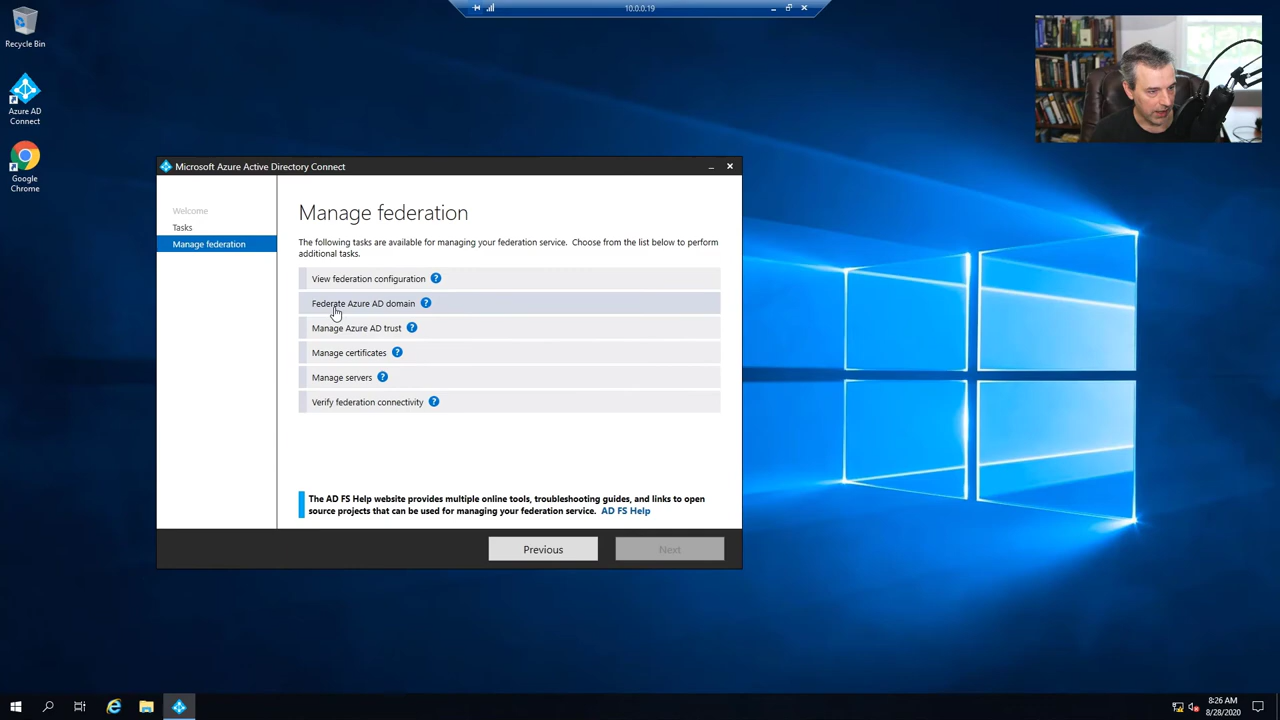 10.0.0.19
Recycle Bin
Azure AD
Connect
Google
Chrome
Microsoft Azure Active Directory Connect
Welcome
Tasks
Manage federation
Manage federation
The following tasks are available for managing your federation service. Choose from the list below to perform
additional tasks.
View federation configuration ?
Federate Azure AD domain ?
Manage Azure AD trust ?
Manage certificates ?
Manage servers ?
Verify federation connectivity ?
The AD FS Help website provides multiple online tools, troubleshooting guides, and links to open
source projects that can be used for managing your federation service. AD FS Help
Previous
Next
8:26 AM
8/28/2020